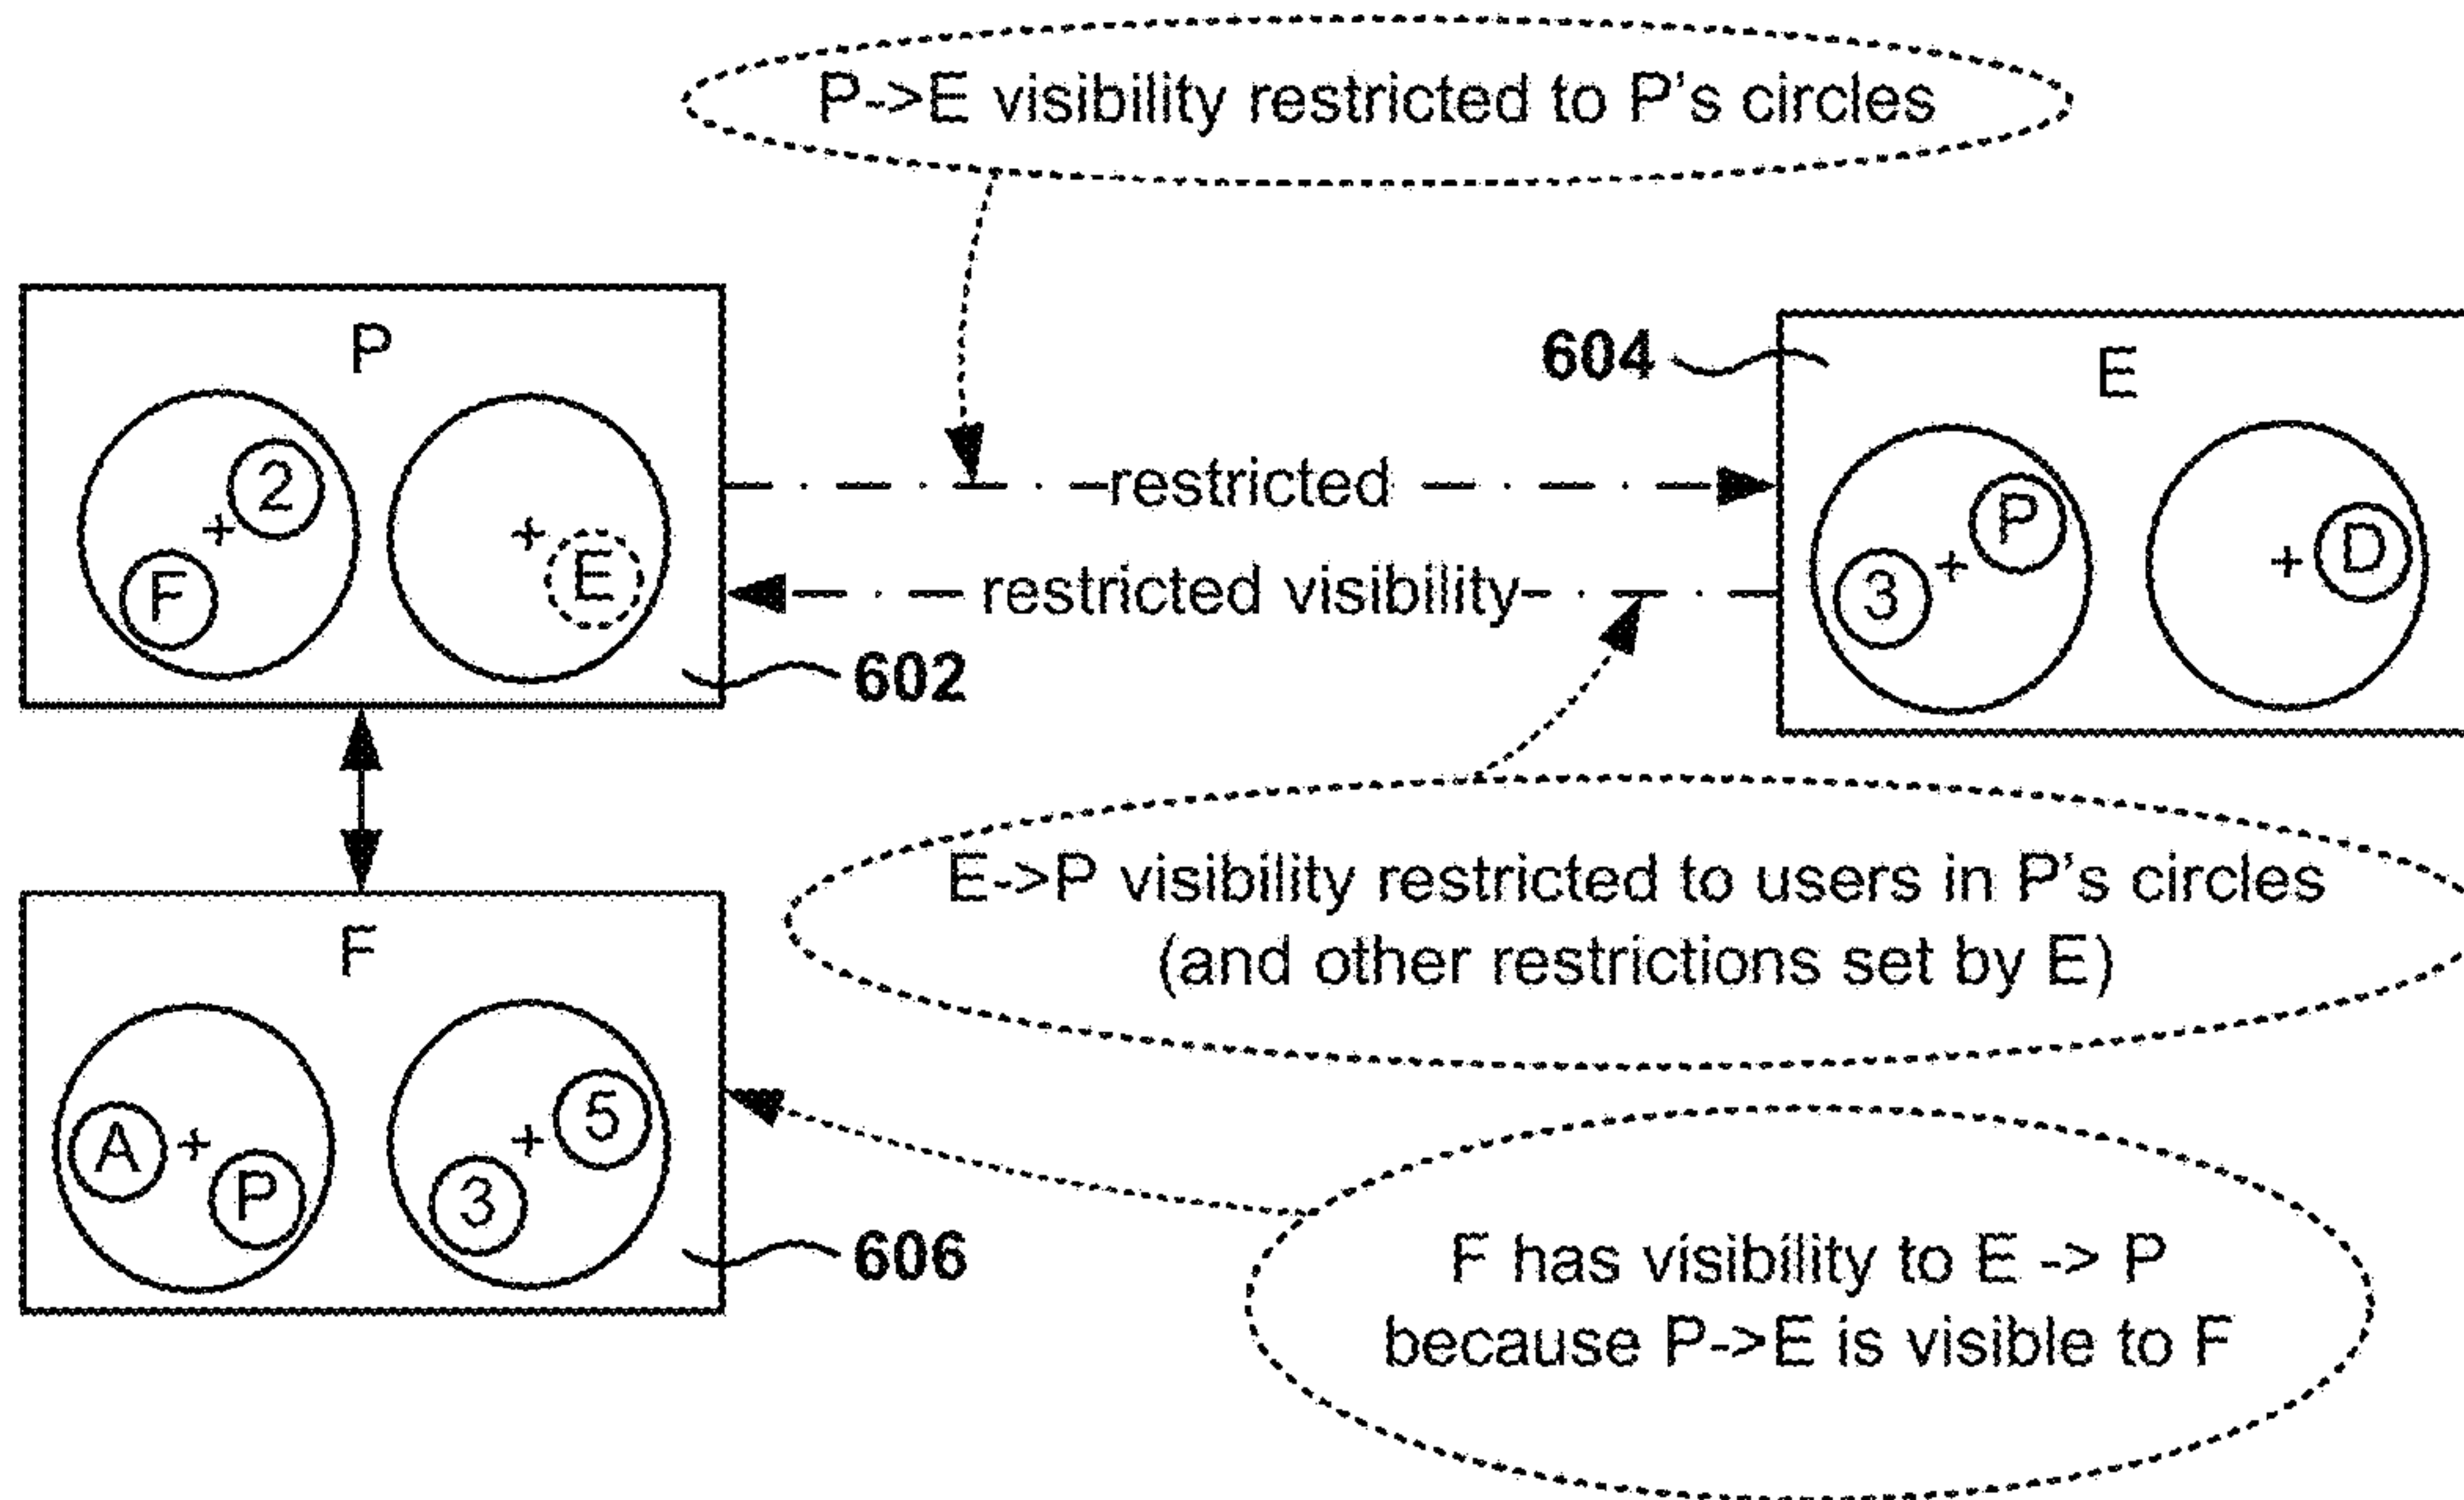 P->E visibility restricted to P's circles
P
2
F
E
602
restricted
restricted visibility
604
E
P
3
D
E->P visibility restricted to users in P's circles
(and other restrictions set by E)
F
A
P
5
3
606
F has visibility to E -> P
because P->E is visible to F